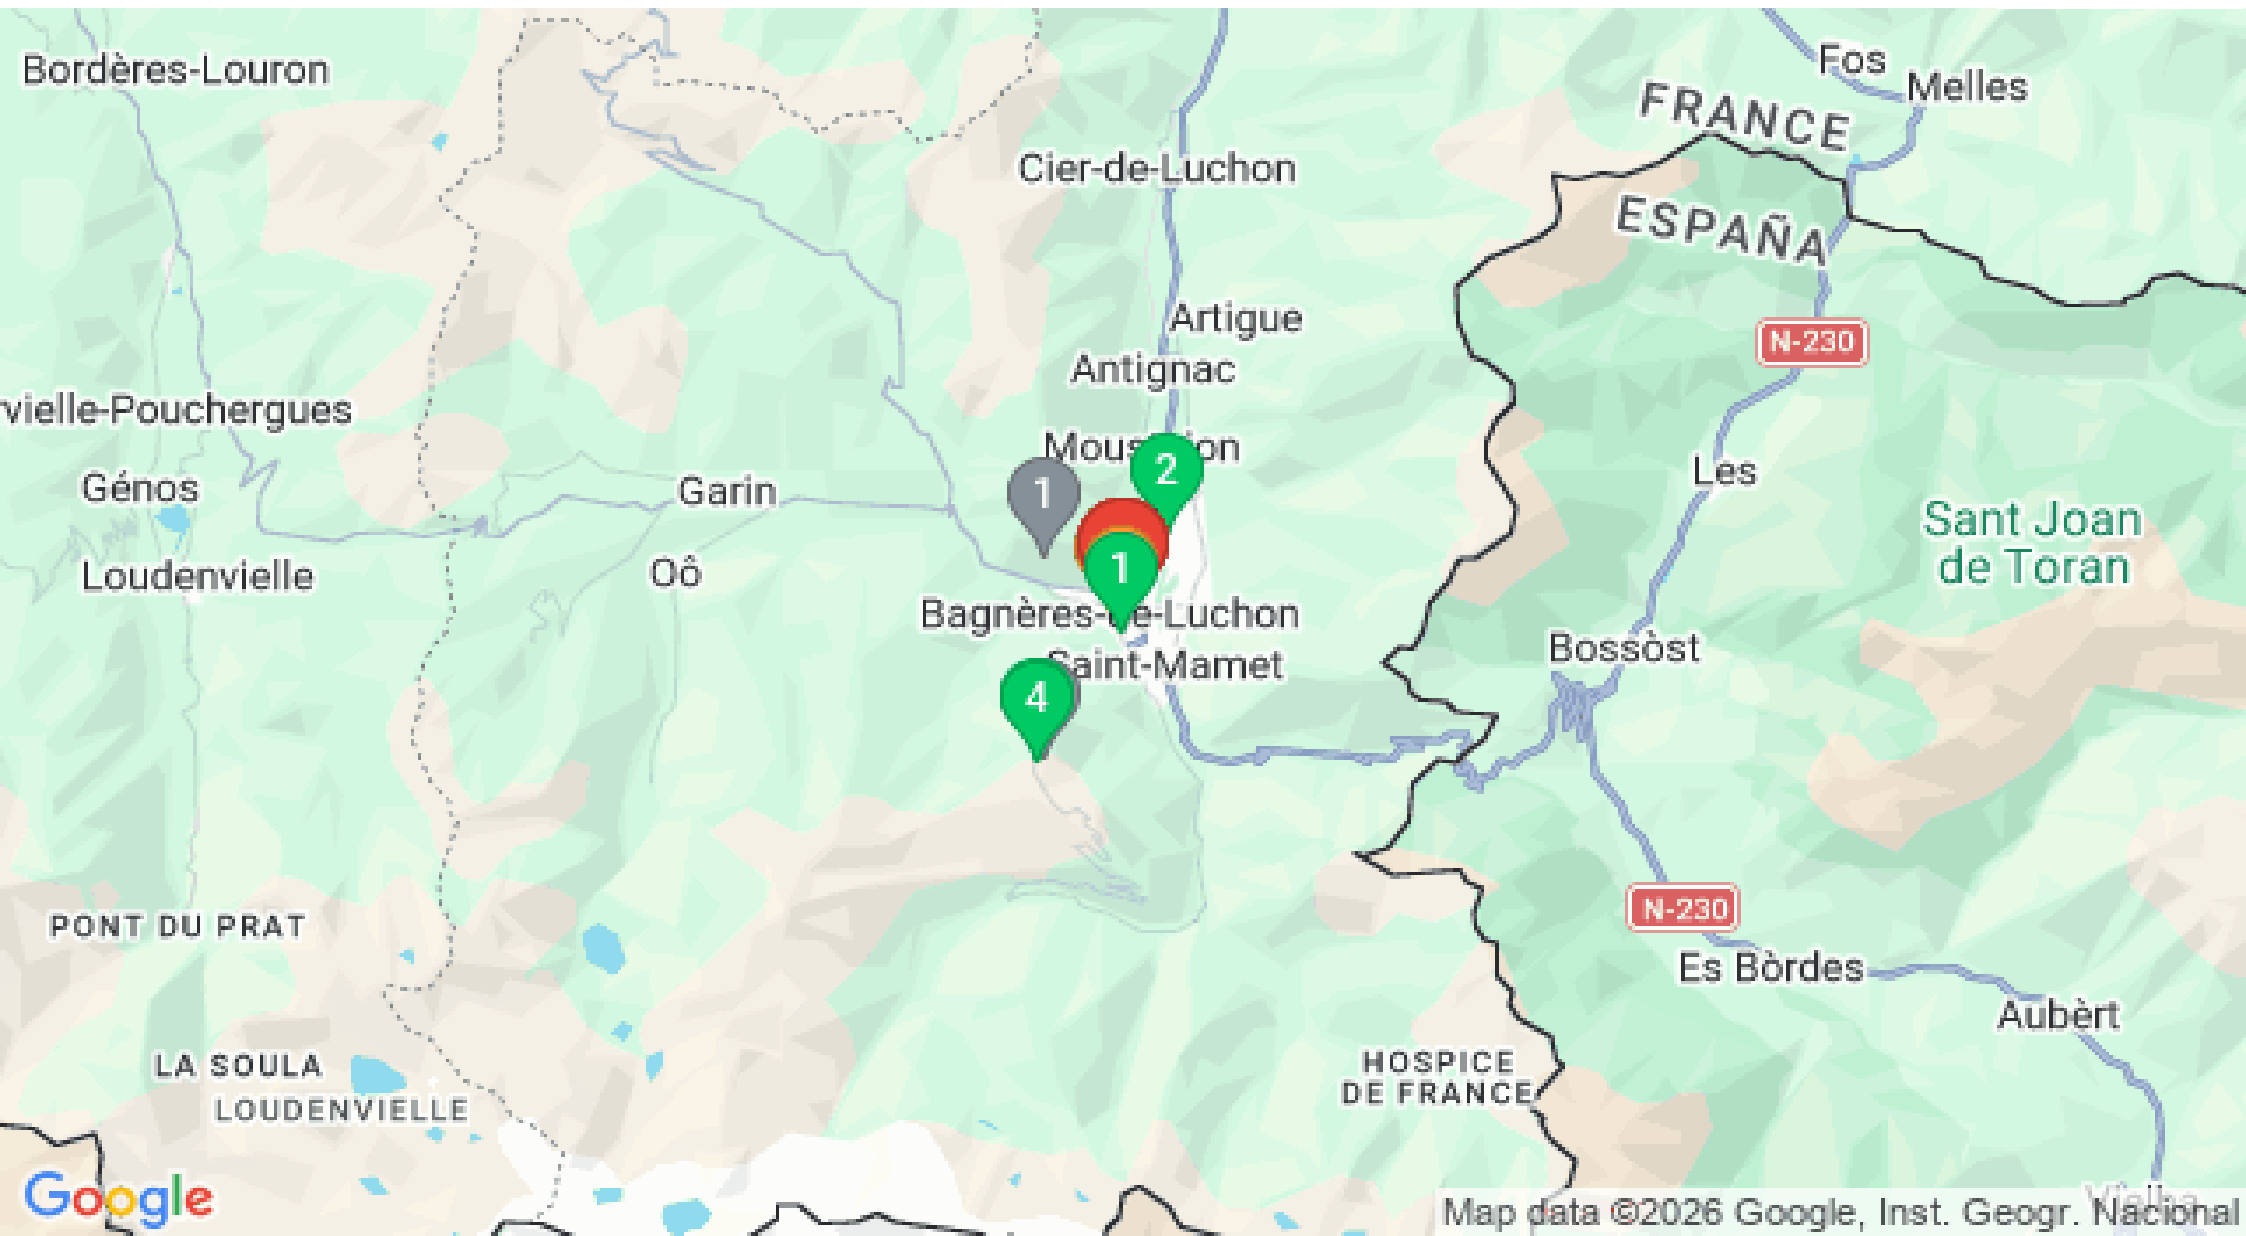 Bordères-Louron
Fos
Melles
FRANCE
Cier-de-Luchon
ESPAÑA
Artigue
N-230
Antignac
vielle-Pouchergues
2
Les
Génos
Garin
1
Sant Joan
de Toran
Loudenvielle
Oô
1
Bagnères-de-Luchon
Bossòst
Saint-Mamet
4
N-230
PONT DU PRAT
Es Bòrdes
Aubèrt
LA SOULA
LOUDENVIELLE
HOSPICE
DE FRANCE
Google
Map data ©2026 Google, Inst. Geogr. Nacional